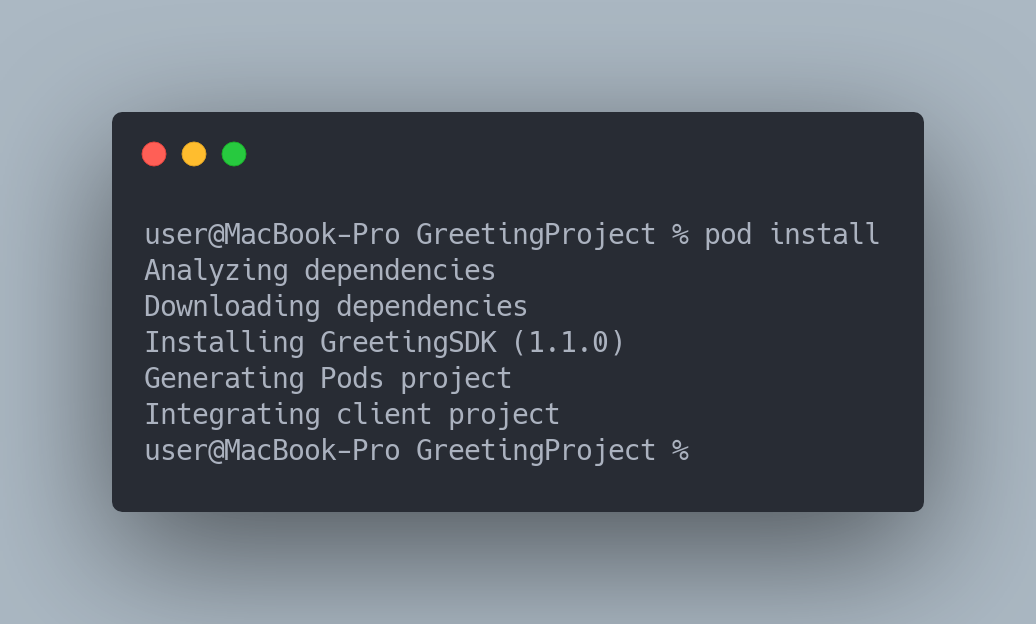 user@MacBook-Pro GreetingProject % pod install
Analyzing dependencies
Downloading dependencies
Installing GreetingSDK (1.1.0)
Generating Pods project
Integrating client project
user@MacBook-Pro GreetingProject %